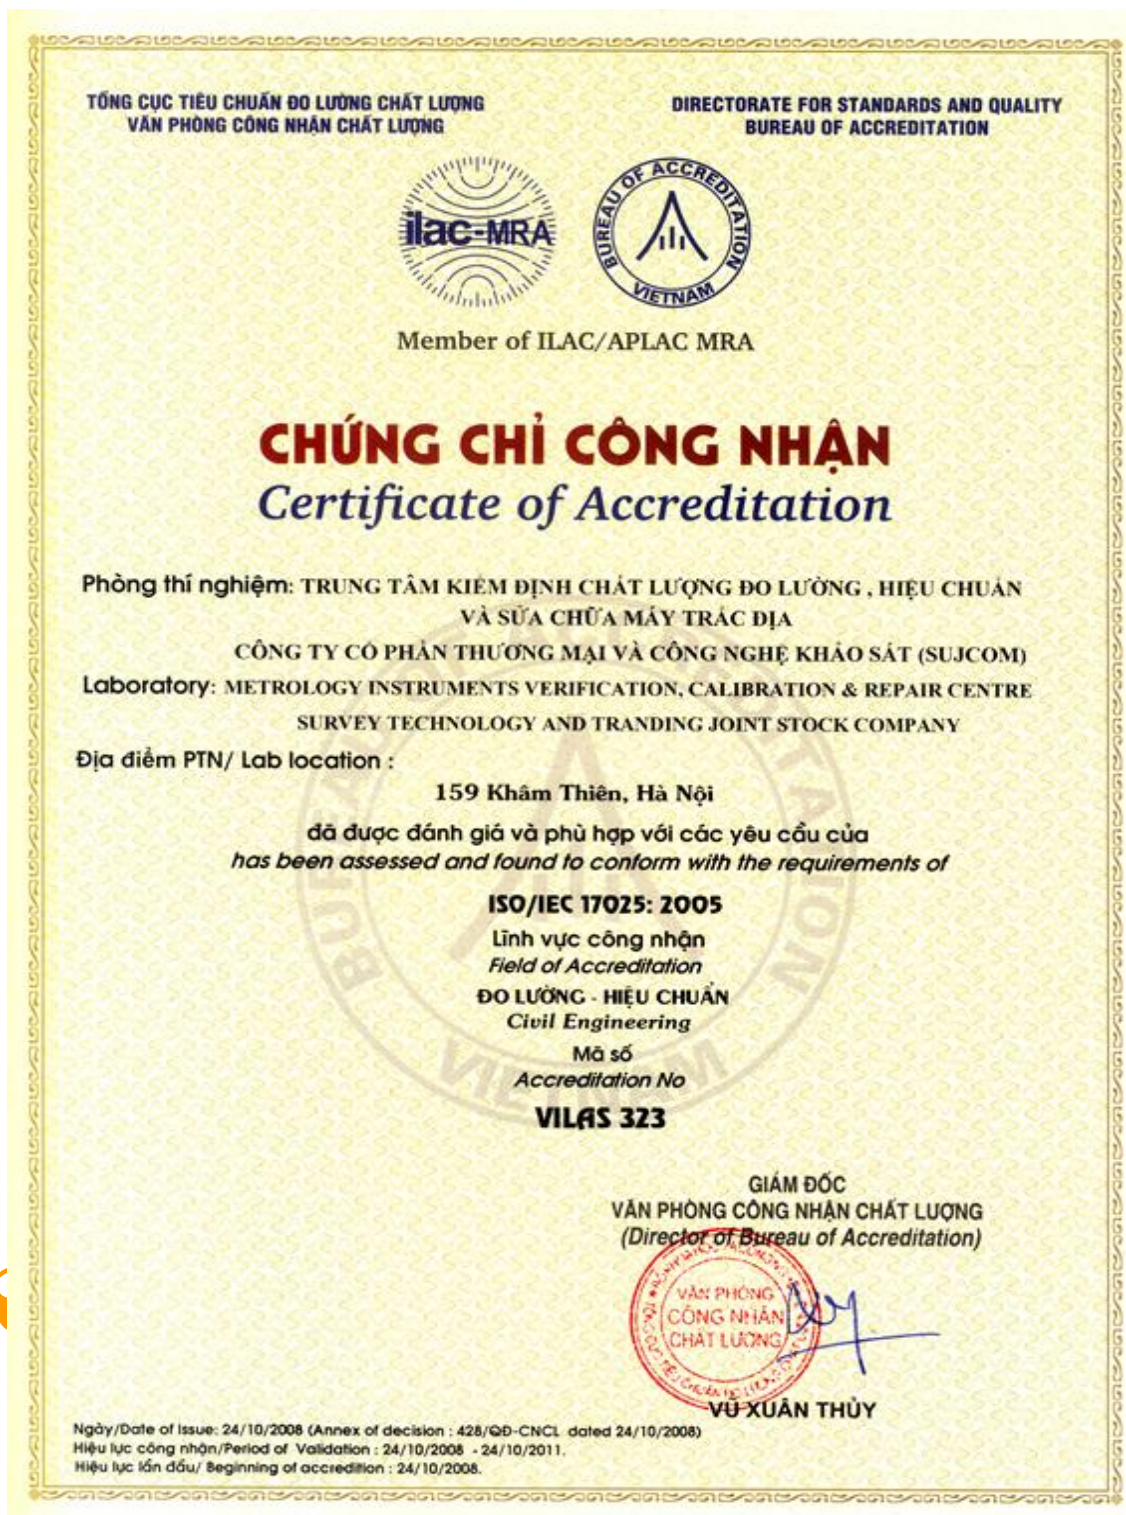 TỔNG CỤC TIÊU CHUẨN ĐO LƯỜNG CHẤT LƯỢNG
VĂN PHÒNG CÔNG NHẬN CHẤT LƯỢNG
DIRECTORATE FOR STANDARDS AND QUALITY
BUREAU OF ACCREDITATION
ilac-MRA
BUREAU OF ACCREDITATION
VIETNAM
Member of ILAC/APLAC MRA
CHỨNG CHỈ CÔNG NHẬN
Certificate of Accreditation
Phòng thí nghiệm: TRUNG TÂM KIỂM ĐỊNH CHẤT LƯỢNG ĐO LƯỜNG , HIỆU CHUẨN
VÀ SỬA CHỮA MÁY TRẮC ĐỊA
CÔNG TY CỔ PHẦN THƯƠNG MẠI VÀ CÔNG NGHỆ KHẢO SÁT (SUJCOM)
Laboratory: METROLOGY INSTRUMENTS VERIFICATION, CALIBRATION & REPAIR CENTRE
SURVEY TECHNOLOGY AND TRANDING JOINT STOCK COMPANY
Địa điểm PTN/ Lab location :
159 Khâm Thiên, Hà Nội
đã được đánh giá và phù hợp với các yêu cầu của
has been assessed and found to conform with the requirements of
ISO/IEC 17025: 2005
Lĩnh vực công nhận
Field of Accreditation
ĐO LƯỜNG - HIỆU CHUẨN
Civil Engineering
Mã số
Accreditation No
VILAS 323
GIÁM ĐỐC
VĂN PHÒNG CÔNG NHẬN CHẤT LƯỢNG
(Director of Bureau of Accreditation)
VĂN PHÒNG
CÔNG NHẬN
CHẤT LƯỢNG
VŨ XUÂN THỦY
Ngày/Date of Issue: 24/10/2008 (Annex of decision : 428/QĐ-CNCL dated 24/10/2008)
Hiệu lực công nhận/Period of Validation : 24/10/2008 - 24/10/2011.
Hiệu lực lần đầu/ Beginning of accredition : 24/10/2008.